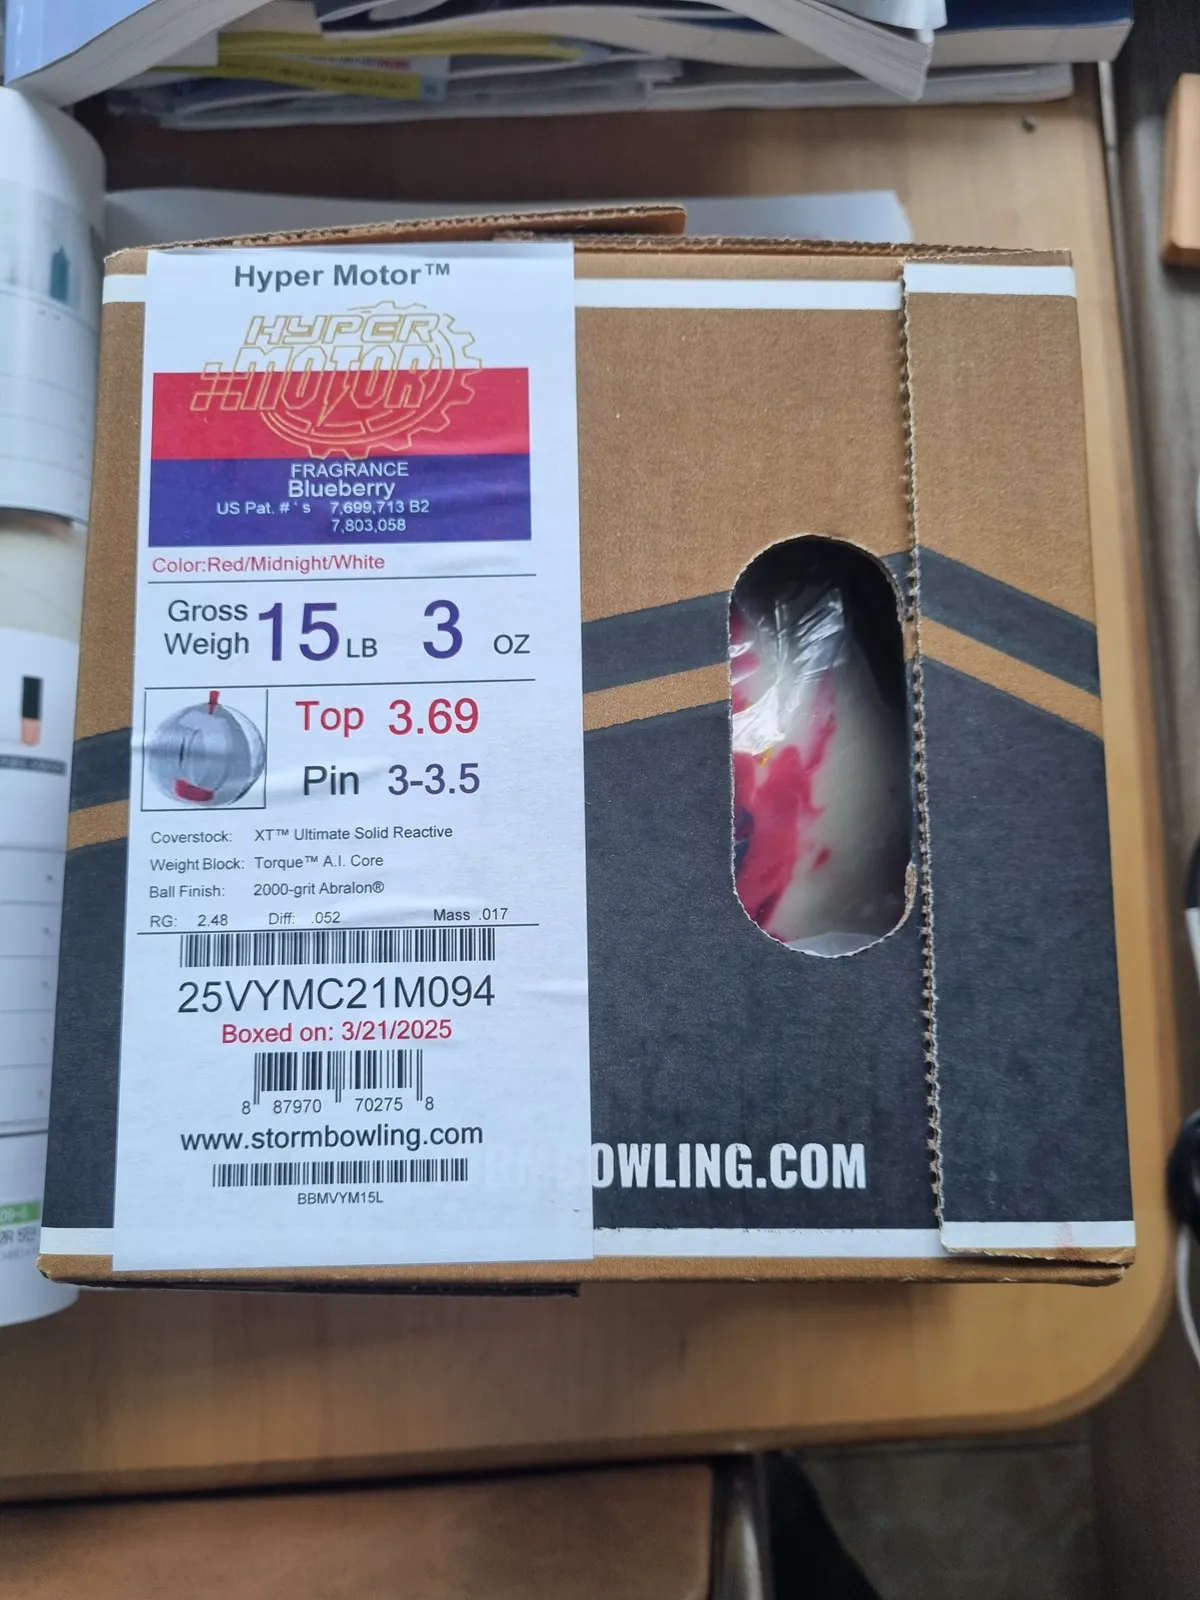 Hyper Motor™
HYPER
MOTOR
FRAGRANCE
Blueberry
US Pat. # ' s 7,699,713 B2
7,803,058
Color:Red/Midnight/White
Gross
Weigh 15 LB 3 OZ
Top 3.69
Pin 3-3.5
Coverstock: XT™ Ultimate Solid Reactive
Weight Block: Torque™ A.I. Core
Ball Finish: 2000-grit Abralon®
RG: 2.48 Diff: .052 Mass .017
25VYMC21M094
Boxed on: 3/21/2025
8 87970 70275 8
www.stormbowling.com
BBMVYM15L
OWLING.COM